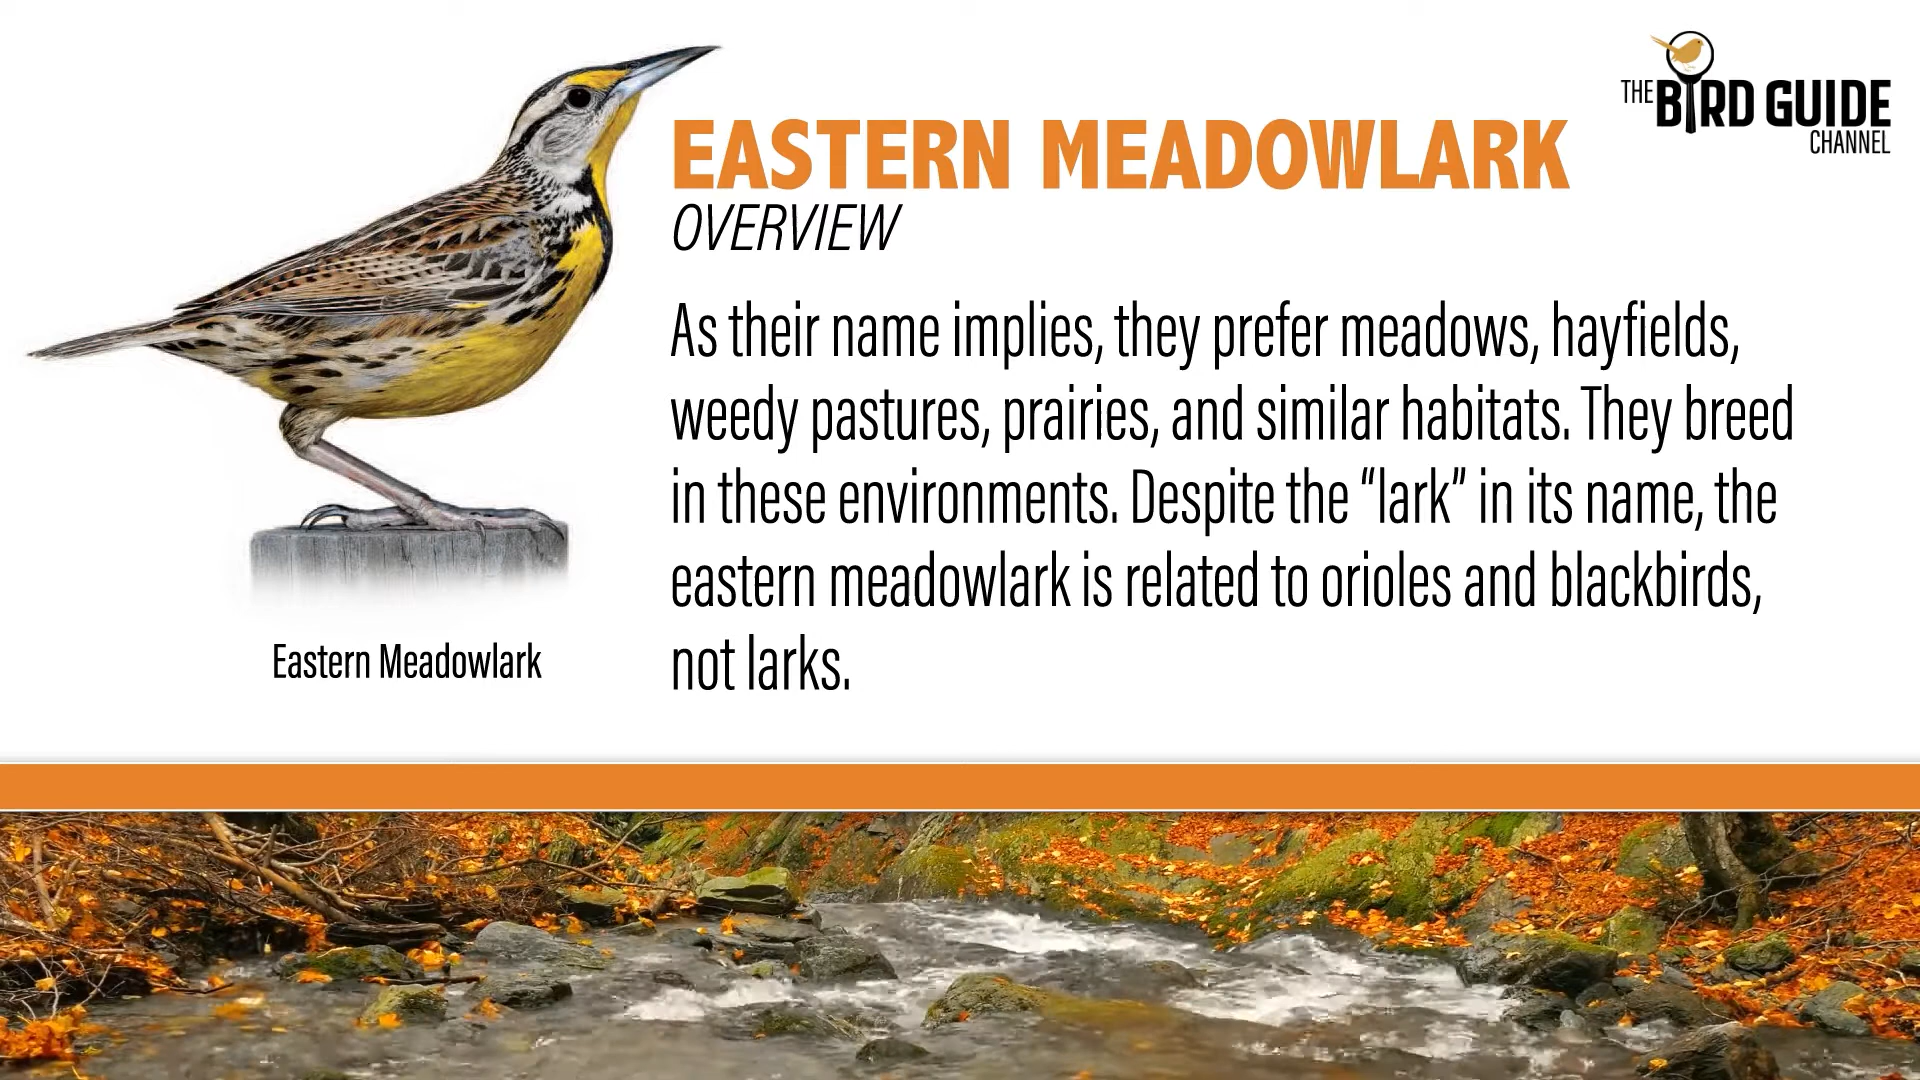 THE BIRD GUIDE
CHANNEL
EASTERN MEADOWLARK
OVERVIEW
As their name implies, they prefer meadows, hayfields,
weedy pastures, prairies, and similar habitats. They breed
in these environments. Despite the “lark” in its name, the
eastern meadowlark is related to orioles and blackbirds,
not larks.
Eastern Meadowlark